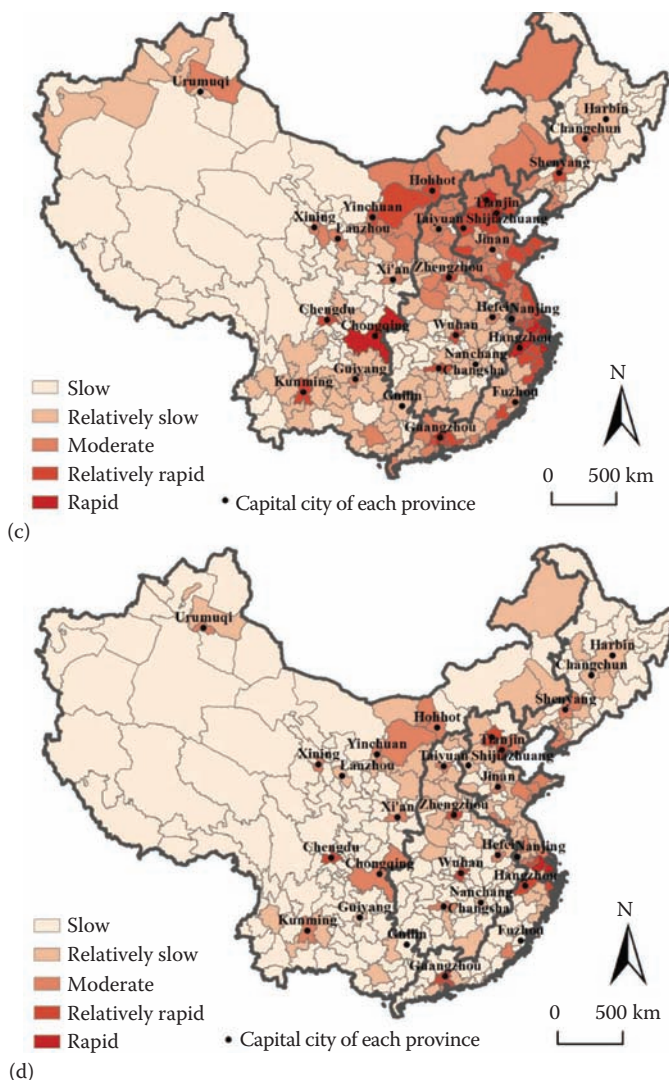 Urumuqi
Harbin
Changchun
Shenyang
Hohhot
Tianjin
Yinchuan
Taiyuan Shijiazhuang
Xining
Lanzhou
Jinan
Xi'an
Zhengzhou
Chengdu
Hefei Nanjing
Chongqing
Wuhan
Hangzhou
Nanchang
Guiyang
Changsha
Kunming
Guilin
Fuzhou
Guangzhou
N
Slow
Relatively slow
Moderate
Relatively rapid
Rapid
Capital city of each province
0 500 km
(c)
Urumuqi
Harbin
Changchun
Shenyang
Hohhot
Tianjin
Yinchuan
Taiyuan Shijiazhuang
Xining
Lanzhou
Jinan
Xi'an
Zhengzhou
Chengdu
Hefei Nanjing
Chongqing
Wuhan
Hangzhou
Nanchang
Guiyang
Changsha
Kunming
Guilin
Fuzhou
Guangzhou
N
Slow
Relatively slow
Moderate
Relatively rapid
Rapid
Capital city of each province
0 500 km
(d)